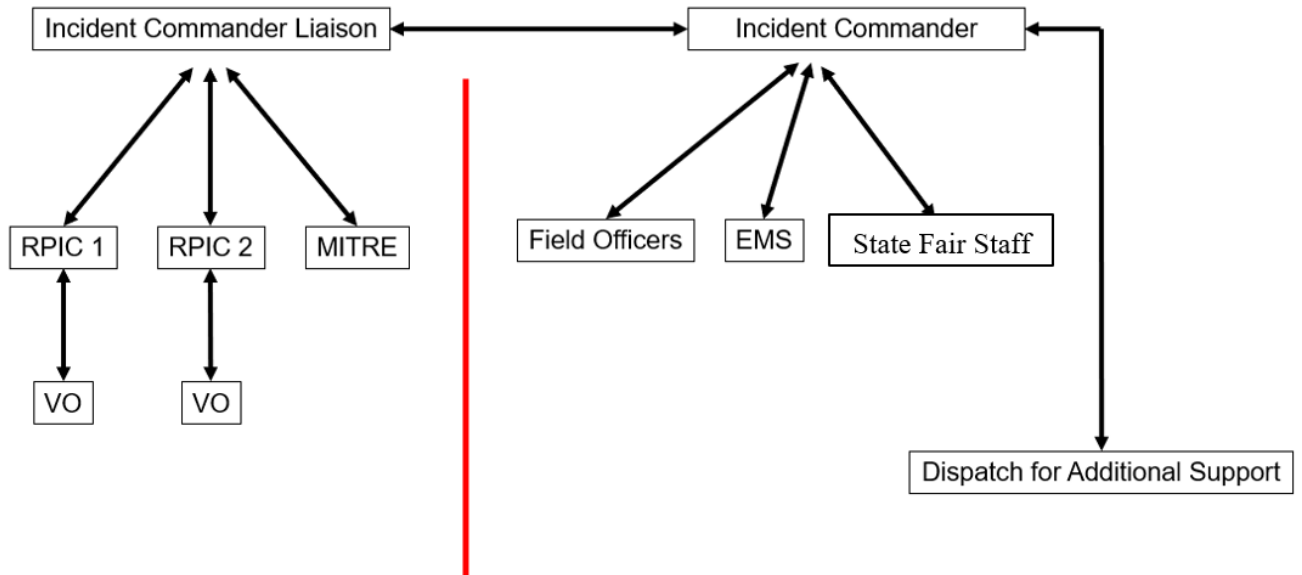 Incident Commander Liaison
Incident Commander
RPIC 1
RPIC 2
MITRE
Field Officers
EMS
State Fair Staff
VO
VO
Dispatch for Additional Support